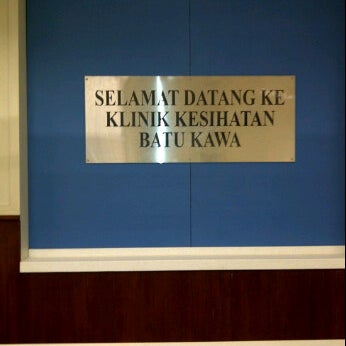 SELAMAT DATANG KE
KLINIK KESIHATAN
BATU KAWA